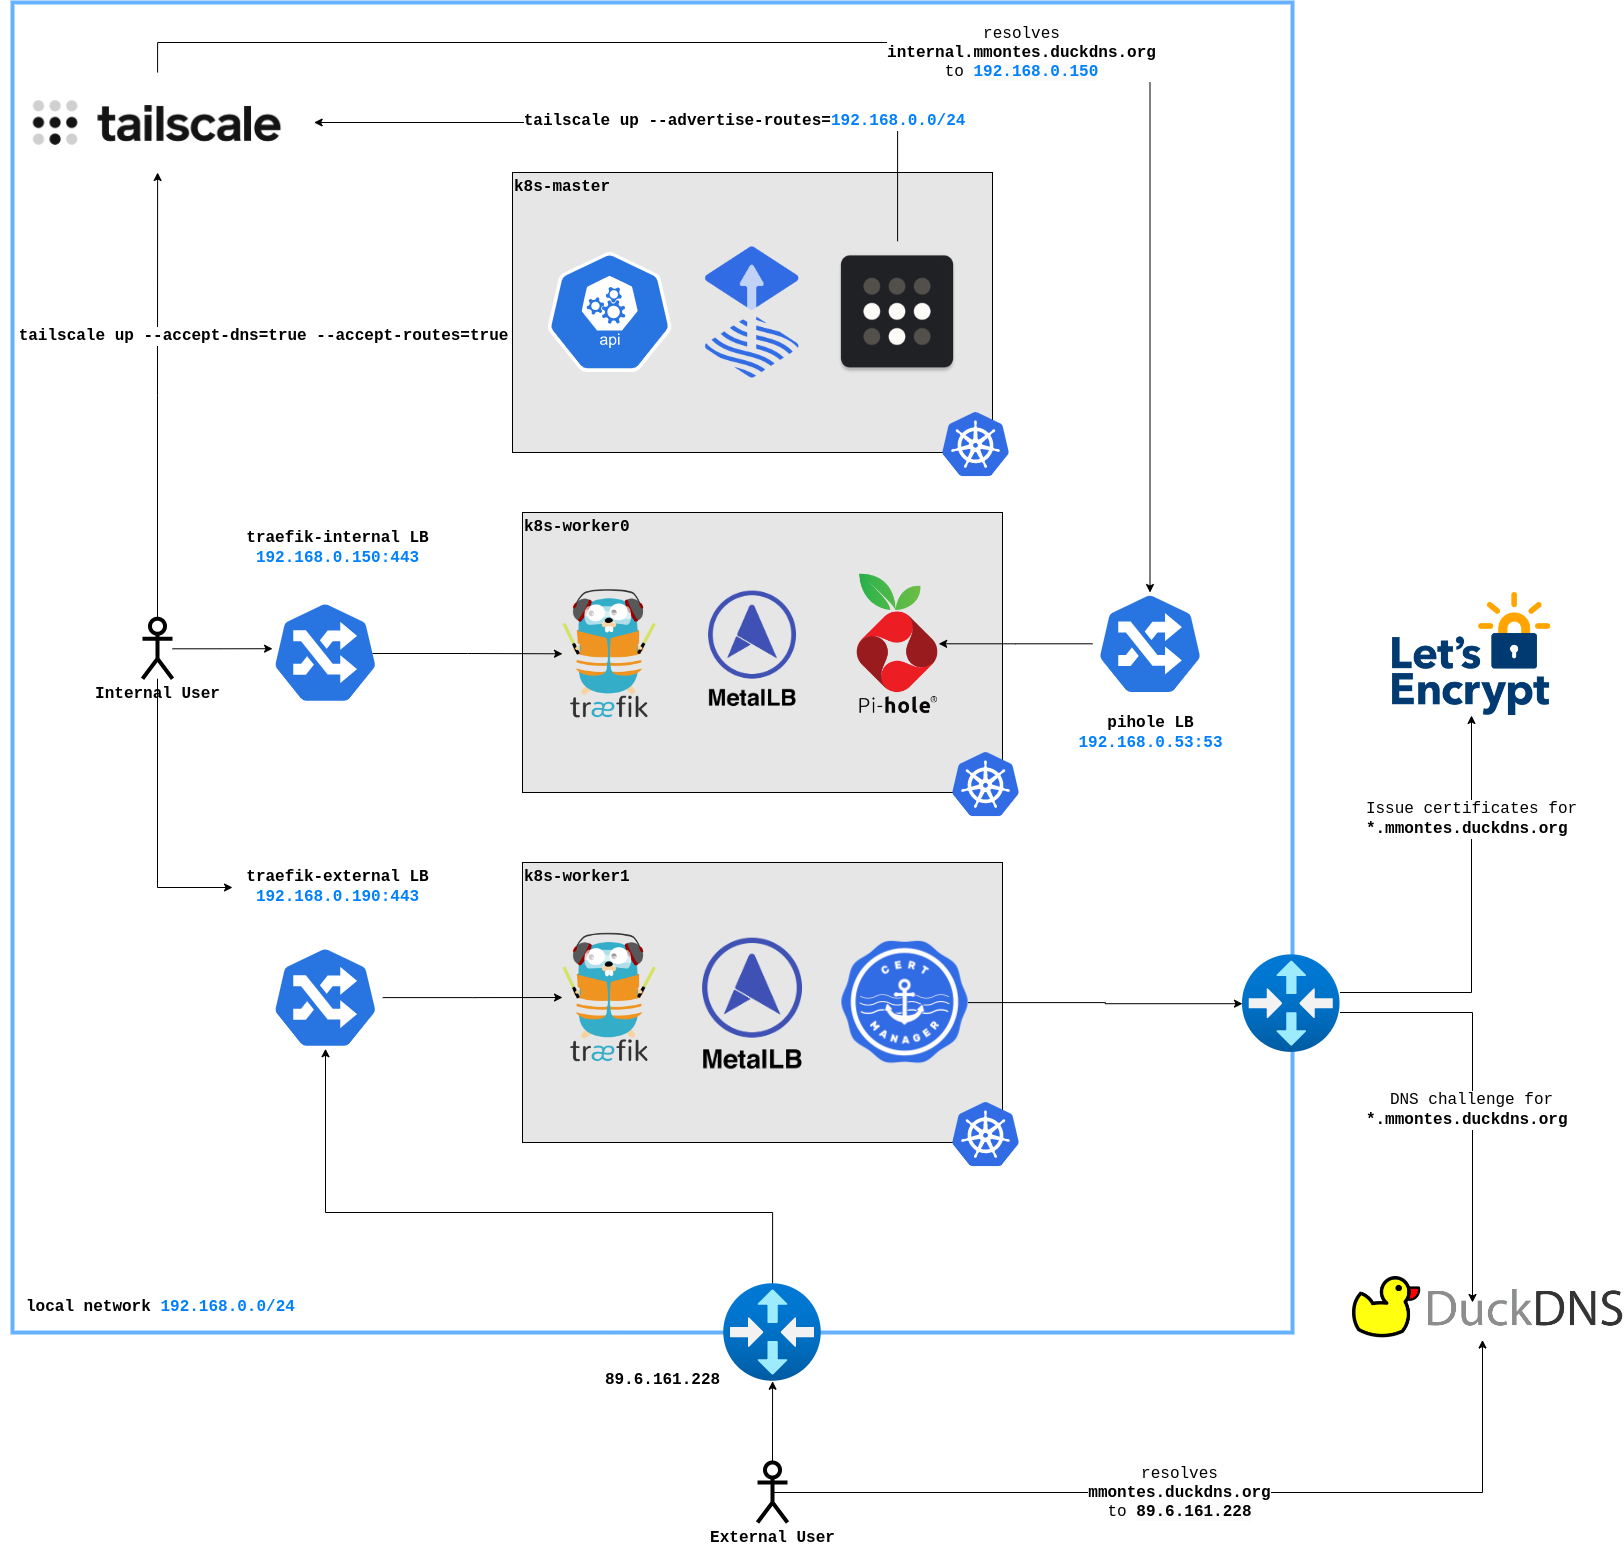 resolves
internal.mmontes.duckdns.org
to 192.168.0.150
tailscale
tailscale up --advertise-routes=192.168.0.0/24
k8s-master
api
tailscale up --accept-dns=true --accept-routes=true
traefik-internal LB
192.168.0.150:443
k8s-worker0
Internal User
træfik
MetalLB
Pi-hole®
pihole LB
192.168.0.53:53
Let's
Encrypt
Issue certificates for
*.mmontes.duckdns.org
traefik-external LB
192.168.0.190:443
k8s-worker1
træfik
MetalLB
CERT
MANAGER
DNS challenge for
*.mmontes.duckdns.org
local network 192.168.0.0/24
DuckDNS
89.6.161.228
resolves
mmontes.duckdns.org
to 89.6.161.228
External User